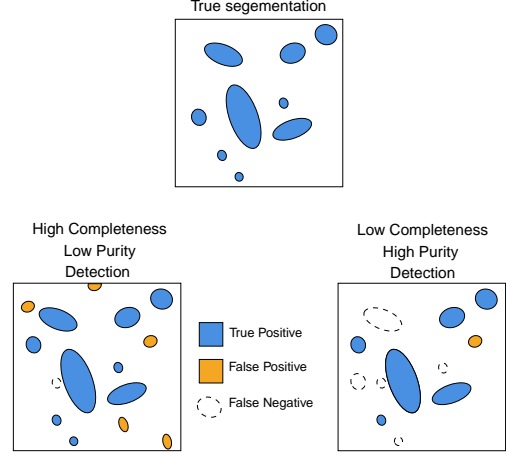 True segementation
High Completeness
Low Purity
Detection
Low Completeness
High Purity
Detection
True Positive
False Positive
False Negative